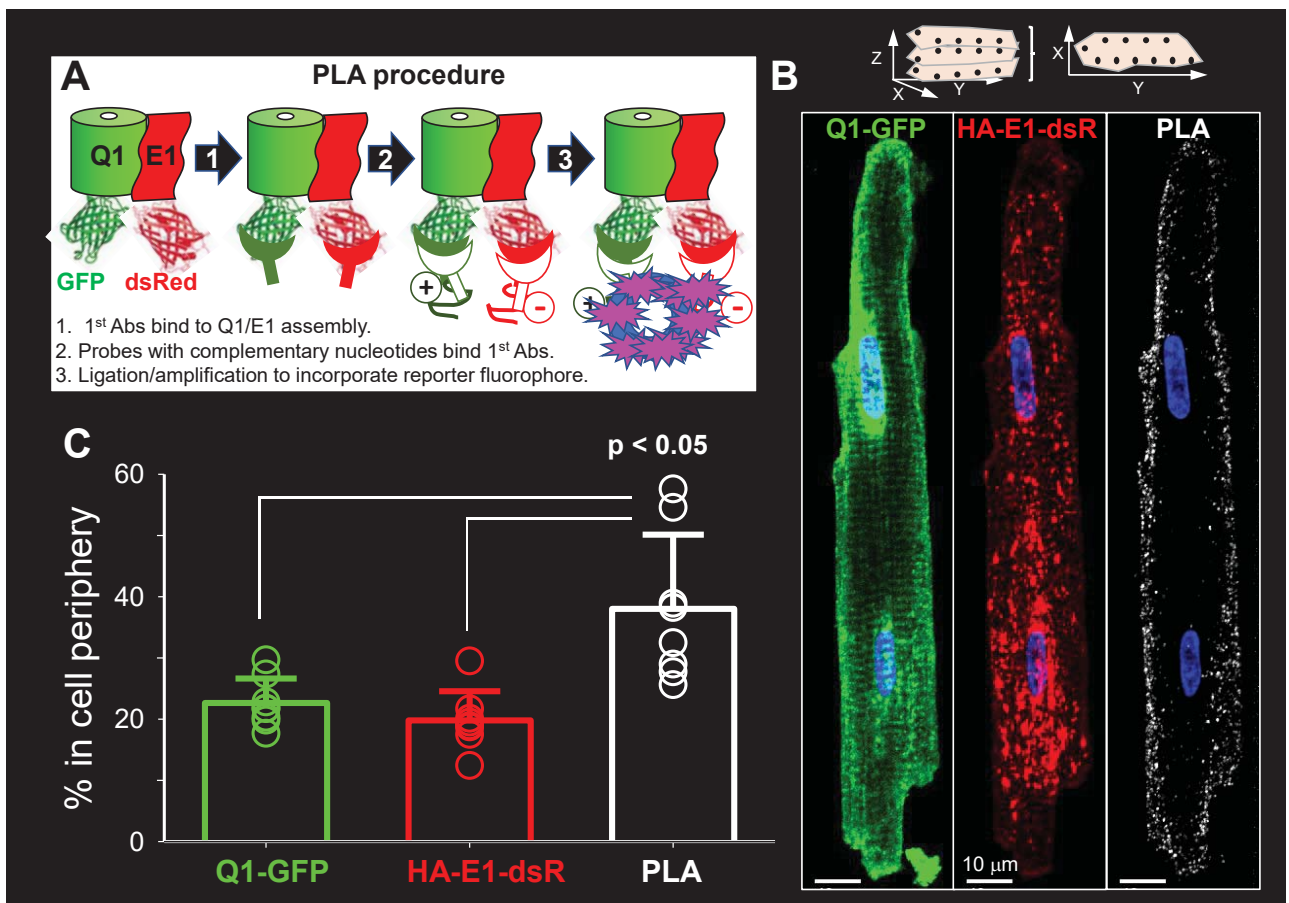 A
PLA procedure
Q1
E1
1
2
3
+
-
+
-
GFP
dsRed
1. 1st Abs bind to Q1/E1 assembly.
2. Probes with complementary nucleotides bind 1st Abs.
3. Ligation/amplification to incorporate reporter fluorophore.
B
Z
X
Y
X
Y
Q1-GFP
HA-E1-dsR
PLA
10 μm
C
p < 0.05
% in cell periphery
60
40
20
0
Q1-GFP
HA-E1-dsR
PLA